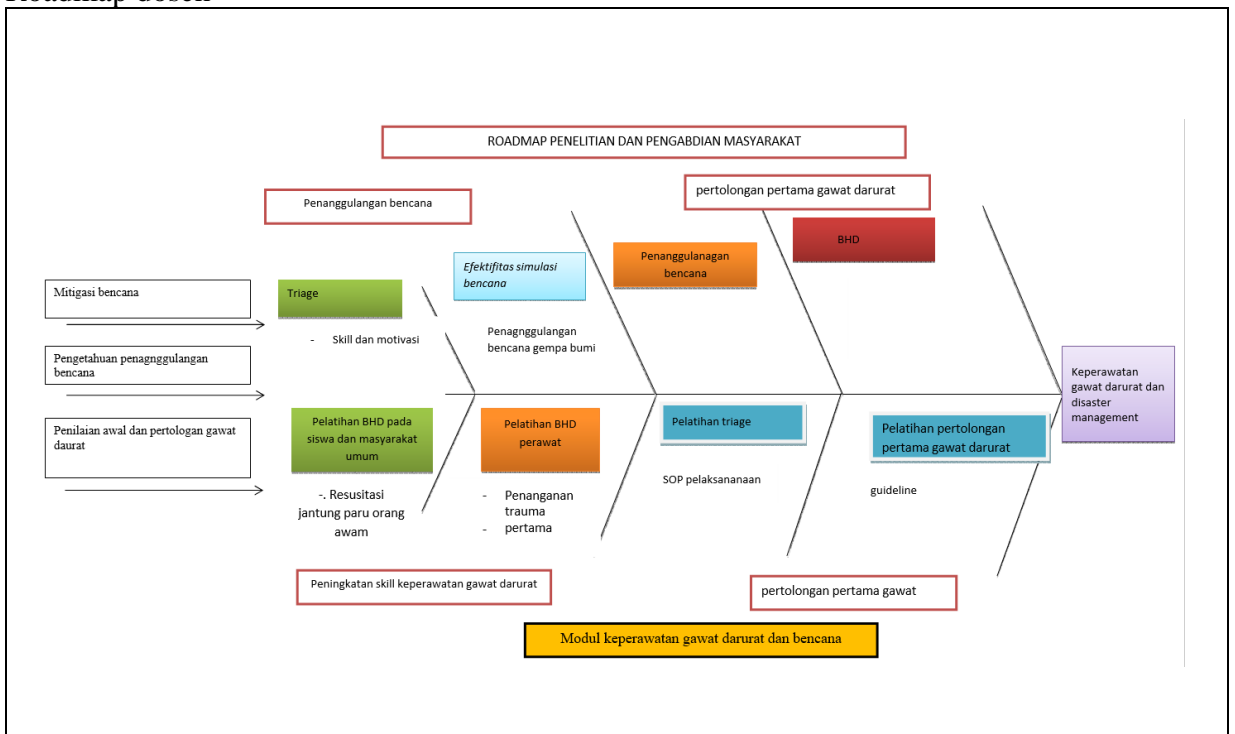 Roadmap dosen
ROADMAP PENELITIAN DAN PENGABDIAN MASYARAKAT
Penanggulangan bencana
pertolongan pertama gawat darurat
BHD
Penanggulanagan
bencana
Efektifitas simulasi
bencana
Mitigasi bencana
Triage
- Skill dan motivasi
Penagnggulangan
bencana gempa bumi
Pengetahuan penagnggulangan
bencana
Keperawatan
gawat darurat dan
disaster
management
Penilaian awal dan pertologan gawat
daurat
Pelatihan BHD pada
siswa dan masyarakat
umum
Pelatihan BHD
perawat
Pelatihan triage
Pelatihan pertolongan
pertama gawat darurat
-. Resusitasi
jantung paru orang
awam
- Penanganan
trauma
- pertama
SOP pelaksananaan
guideline
Peningkatan skill keperawatan gawat darurat
pertolongan pertama gawat
Modul keperawatan gawat darurat dan bencana